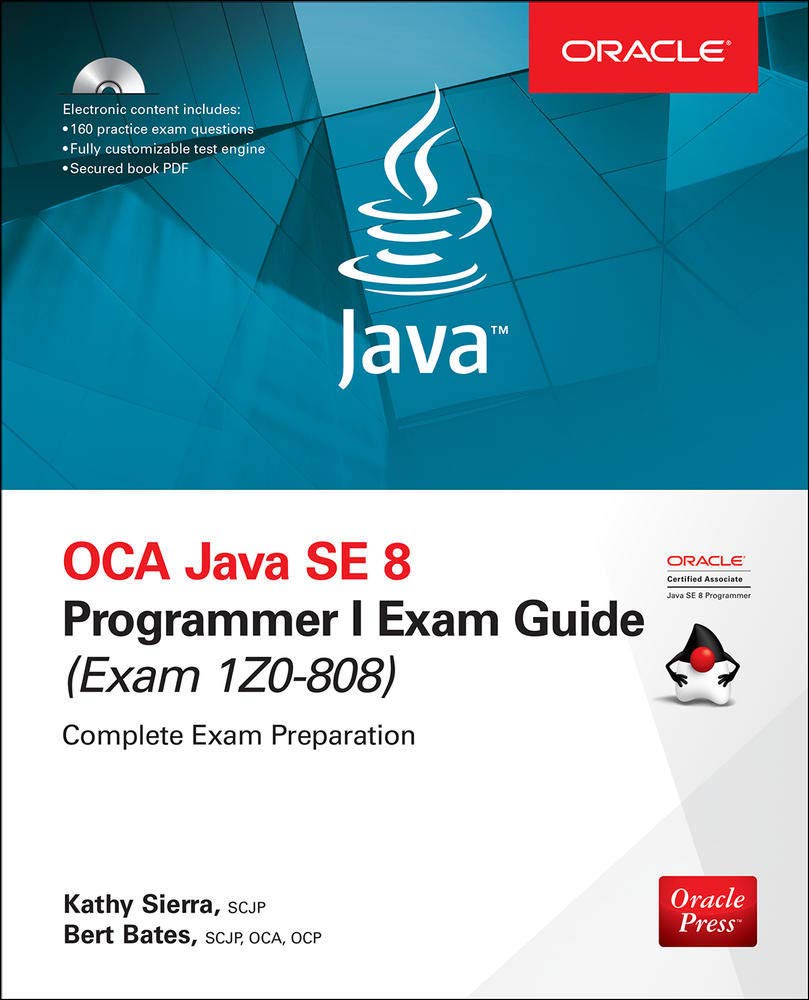 ORACLE®
Electronic content includes:
•160 practice exam questions
•Fully customizable test engine
•Secured book PDF
Java™
OCA Java SE 8
Programmer I Exam Guide
(Exam 1Z0-808)
Complete Exam Preparation
ORACLE®
Certified Associate
Java SE 8 Programmer
Kathy Sierra, SCJP
Bert Bates, SCJP, OCA, OCP
Oracle
Press™